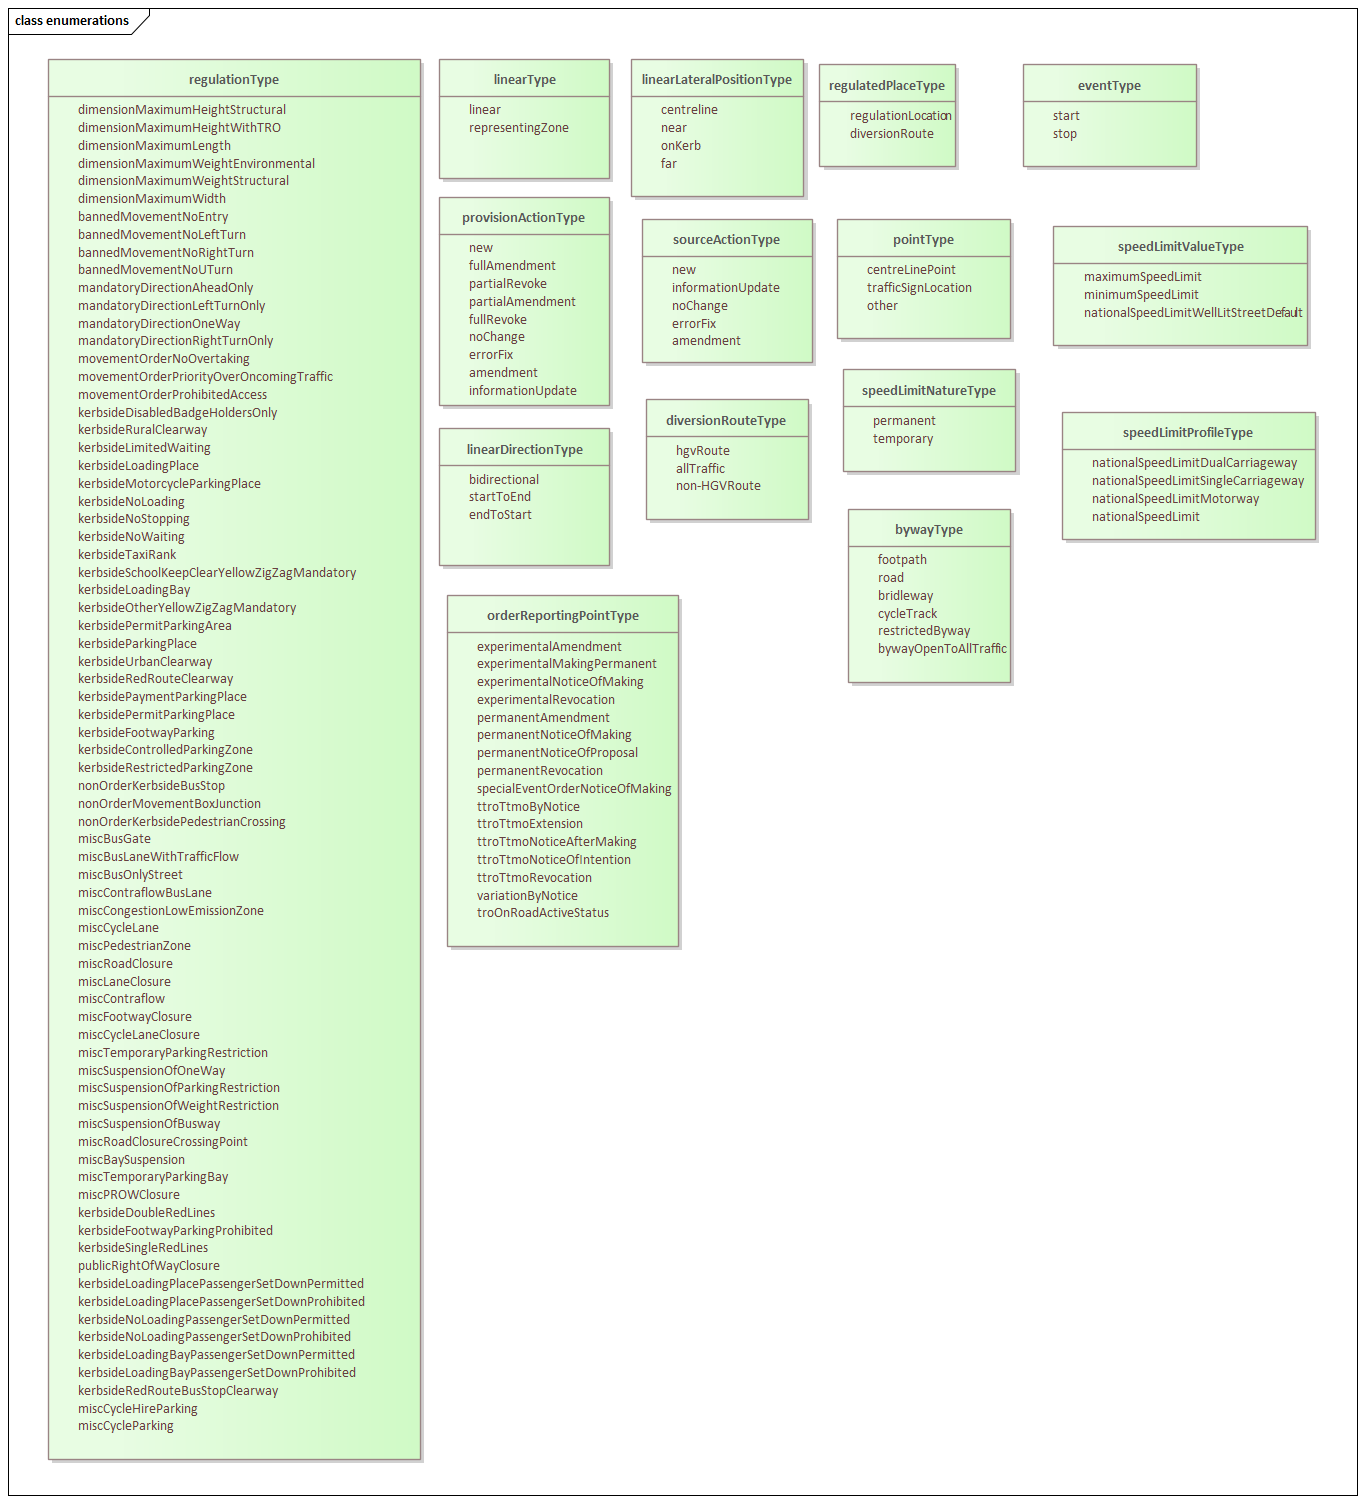 class enumerations
regulationType
dimensionMaximumHeightStructural
dimensionMaximumHeightWithTRO
dimensionMaximumLength
dimensionMaximumWeightEnvironmental
dimensionMaximumWeightStructural
dimensionMaximumWidth
bannedMovementNoEntry
bannedMovementNoLeftTurn
bannedMovementNoRightTurn
bannedMovementNoUTurn
mandatoryDirectionAheadOnly
mandatoryDirectionLeftTurnOnly
mandatoryDirectionOneWay
mandatoryDirectionRightTurnOnly
movementOrderNoOvertaking
movementOrderPriorityOverOncomingTraffic
movementOrderProhibitedAccess
kerbsideDisabledBadgeHoldersOnly
kerbsideRuralClearway
kerbsideLimitedWaiting
kerbsideLoadingPlace
kerbsideMotorcycleParkingPlace
kerbsideNoLoading
kerbsideNoStopping
kerbsideNoWaiting
kerbsideTaxiRank
kerbsideSchoolKeepClearYellowZigZagMandatory
kerbsideLoadingBay
kerbsideOtherYellowZigZagMandatory
kerbsidePermitParkingArea
kerbsideParkingPlace
kerbsideUrbanClearway
kerbsideRedRouteClearway
kerbsidePaymentParkingPlace
kerbsidePermitParkingPlace
kerbsideFootwayParking
kerbsideControlledParkingZone
kerbsideRestrictedParkingZone
nonOrderKerbsideBusStop
nonOrderMovementBoxJunction
nonOrderKerbsidePedestrianCrossing
miscBusGate
miscBusLaneWithTrafficFlow
miscBusOnlyStreet
miscContraflowBusLane
miscCongestionLowEmissionZone
miscCycleLane
miscPedestrianZone
miscRoadClosure
miscLaneClosure
miscContraflow
miscFootwayClosure
miscCycleLaneClosure
miscTemporaryParkingRestriction
miscSuspensionOfOneWay
miscSuspensionOfParkingRestriction
miscSuspensionOfWeightRestriction
miscSuspensionOfBusway
miscRoadClosureCrossingPoint
miscBaySuspension
miscTemporaryParkingBay
miscPROWClosure
kerbsideDoubleRedLines
kerbsideFootwayParkingProhibited
kerbsideSingleRedLines
publicRightOfWayClosure
kerbsideLoadingPlacePassengerSetDownPermitted
kerbsideLoadingPlacePassengerSetDownProhibited
kerbsideNoLoadingPassengerSetDownPermitted
kerbsideNoLoadingPassengerSetDownProhibited
kerbsideLoadingBayPassengerSetDownPermitted
kerbsideLoadingBayPassengerSetDownProhibited
kerbsideRedRouteBusStopClearway
miscCycleHireParking
miscCycleParking
linearType
linear
representingZone
provisionActionType
new
fullAmendment
partialRevoke
partialAmendment
fullRevoke
noChange
errorFix
amendment
informationUpdate
linearDirectionType
bidirectional
startToEnd
endToStart
orderReportingPointType
experimentalAmendment
experimentalMakingPermanent
experimentalNoticeOfMaking
experimentalRevocation
permanentAmendment
permanentNoticeOfMaking
permanentNoticeOfProposal
permanentRevocation
specialEventOrderNoticeOfMaking
ttroTtmoByNotice
ttroTtmoExtension
ttroTtmoNoticeAfterMaking
ttroTtmoNoticeOfIntention
ttroTtmoRevocation
variationByNotice
troOnRoadActiveStatus
linearLateralPositionType
centreline
near
onKerb
far
sourceActionType
new
informationUpdate
noChange
errorFix
amendment
diversionRouteType
hgvRoute
allTraffic
non-HGVRoute
regulatedPlaceType
regulationLocation
diversionRoute
pointType
centreLinePoint
trafficSignLocation
other
speedLimitNatureType
permanent
temporary
bywayType
footpath
road
bridleway
cycleTrack
restrictedByway
bywayOpenToAllTraffic
eventType
start
stop
speedLimitValueType
maximumSpeedLimit
minimumSpeedLimit
nationalSpeedLimitWellLitStreetDefault
speedLimitProfileType
nationalSpeedLimitDualCarriageway
nationalSpeedLimitSingleCarriageway
nationalSpeedLimitMotorway
nationalSpeedLimit